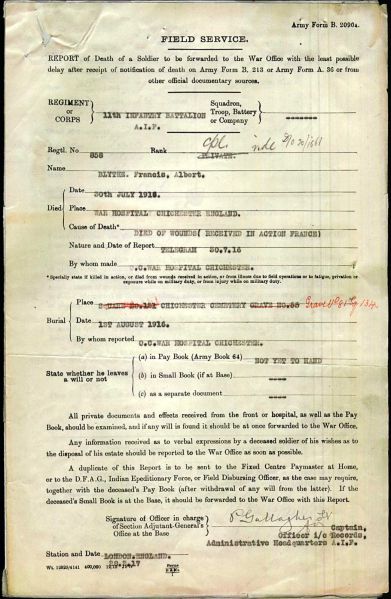 Army Form B. 2090A.
FIELD SERVICE.
REPORT of Death of a Soldier to be forwarded to the War Office with the least possible
delay after receipt of notification of death on Army Form B. 213 or Army Form A. 36 or from
other official documentary sources.
REGIMENT or CORPS 11th INFANTRY BATTALION A.I.F. Squadron, Troop, Battery or Company -------
Regtl. No. 858 Rank PRIVATE. Cpl vide
Name BLYTHE. Francis, Albert.
Died Date 30th JULY 1916.
Place WAR HOSPITAL CHICHESTER ENGLAND.
Cause of Death* DIED OF WOUNDS( RECEIVED IN ACTION FRANCE)
Nature and Date of Report TELEGRAM 30.7.16
By whom made O.C.WAR HOSPITAL CHICHESTER.
*Specially state if killed in action, or died from wounds received in action, or from illness due to field operations or to fatigue, privation or
exposure while on military duty, or from injury while on military duty.
Burial Place SQUARE NO.121 CHICHESTER CEMETERY GRAVE NO.88 Grave No 81 Sq 134.
Date 1ST AUGUST 1916.
By whom reported O.C.WAR HOSPITAL CHICHESTER.
State whether he leaves a will or not
(a) in Pay Book (Army Book 64) NOT YET TO HAND
(b) in Small Book (if at Base) ----
(c) as a separate document ----
All private documents and effects received from the front or hospital, as well as the Pay
Book, should be examined, and if any will is found it should be at once forwarded to the War Office.
Any information received as to verbal expressions by a deceased soldier of his wishes as to
the disposal of his estate should be reported to the War Office as soon as possible.
A duplicate of this Report is to be sent to the Fixed Centre Paymaster at Home,
or to the D.F.A.G., Indian Expeditionary Force, or Field Disbursing Officer, as the case may require,
together with the deceased's Pay Book (after withdrawal of any will from the latter). If the
deceased's Small Book is at the Base, it should be forwarded to the War Office with this Report.
Signature of Officer in charge of Section Adjutant-General's Office at the Base
P Gallagher
Captain,
Officer i/c Records,
Administrative Headquarters A.I.F.
Station and Date LONDON.ENGLAND.